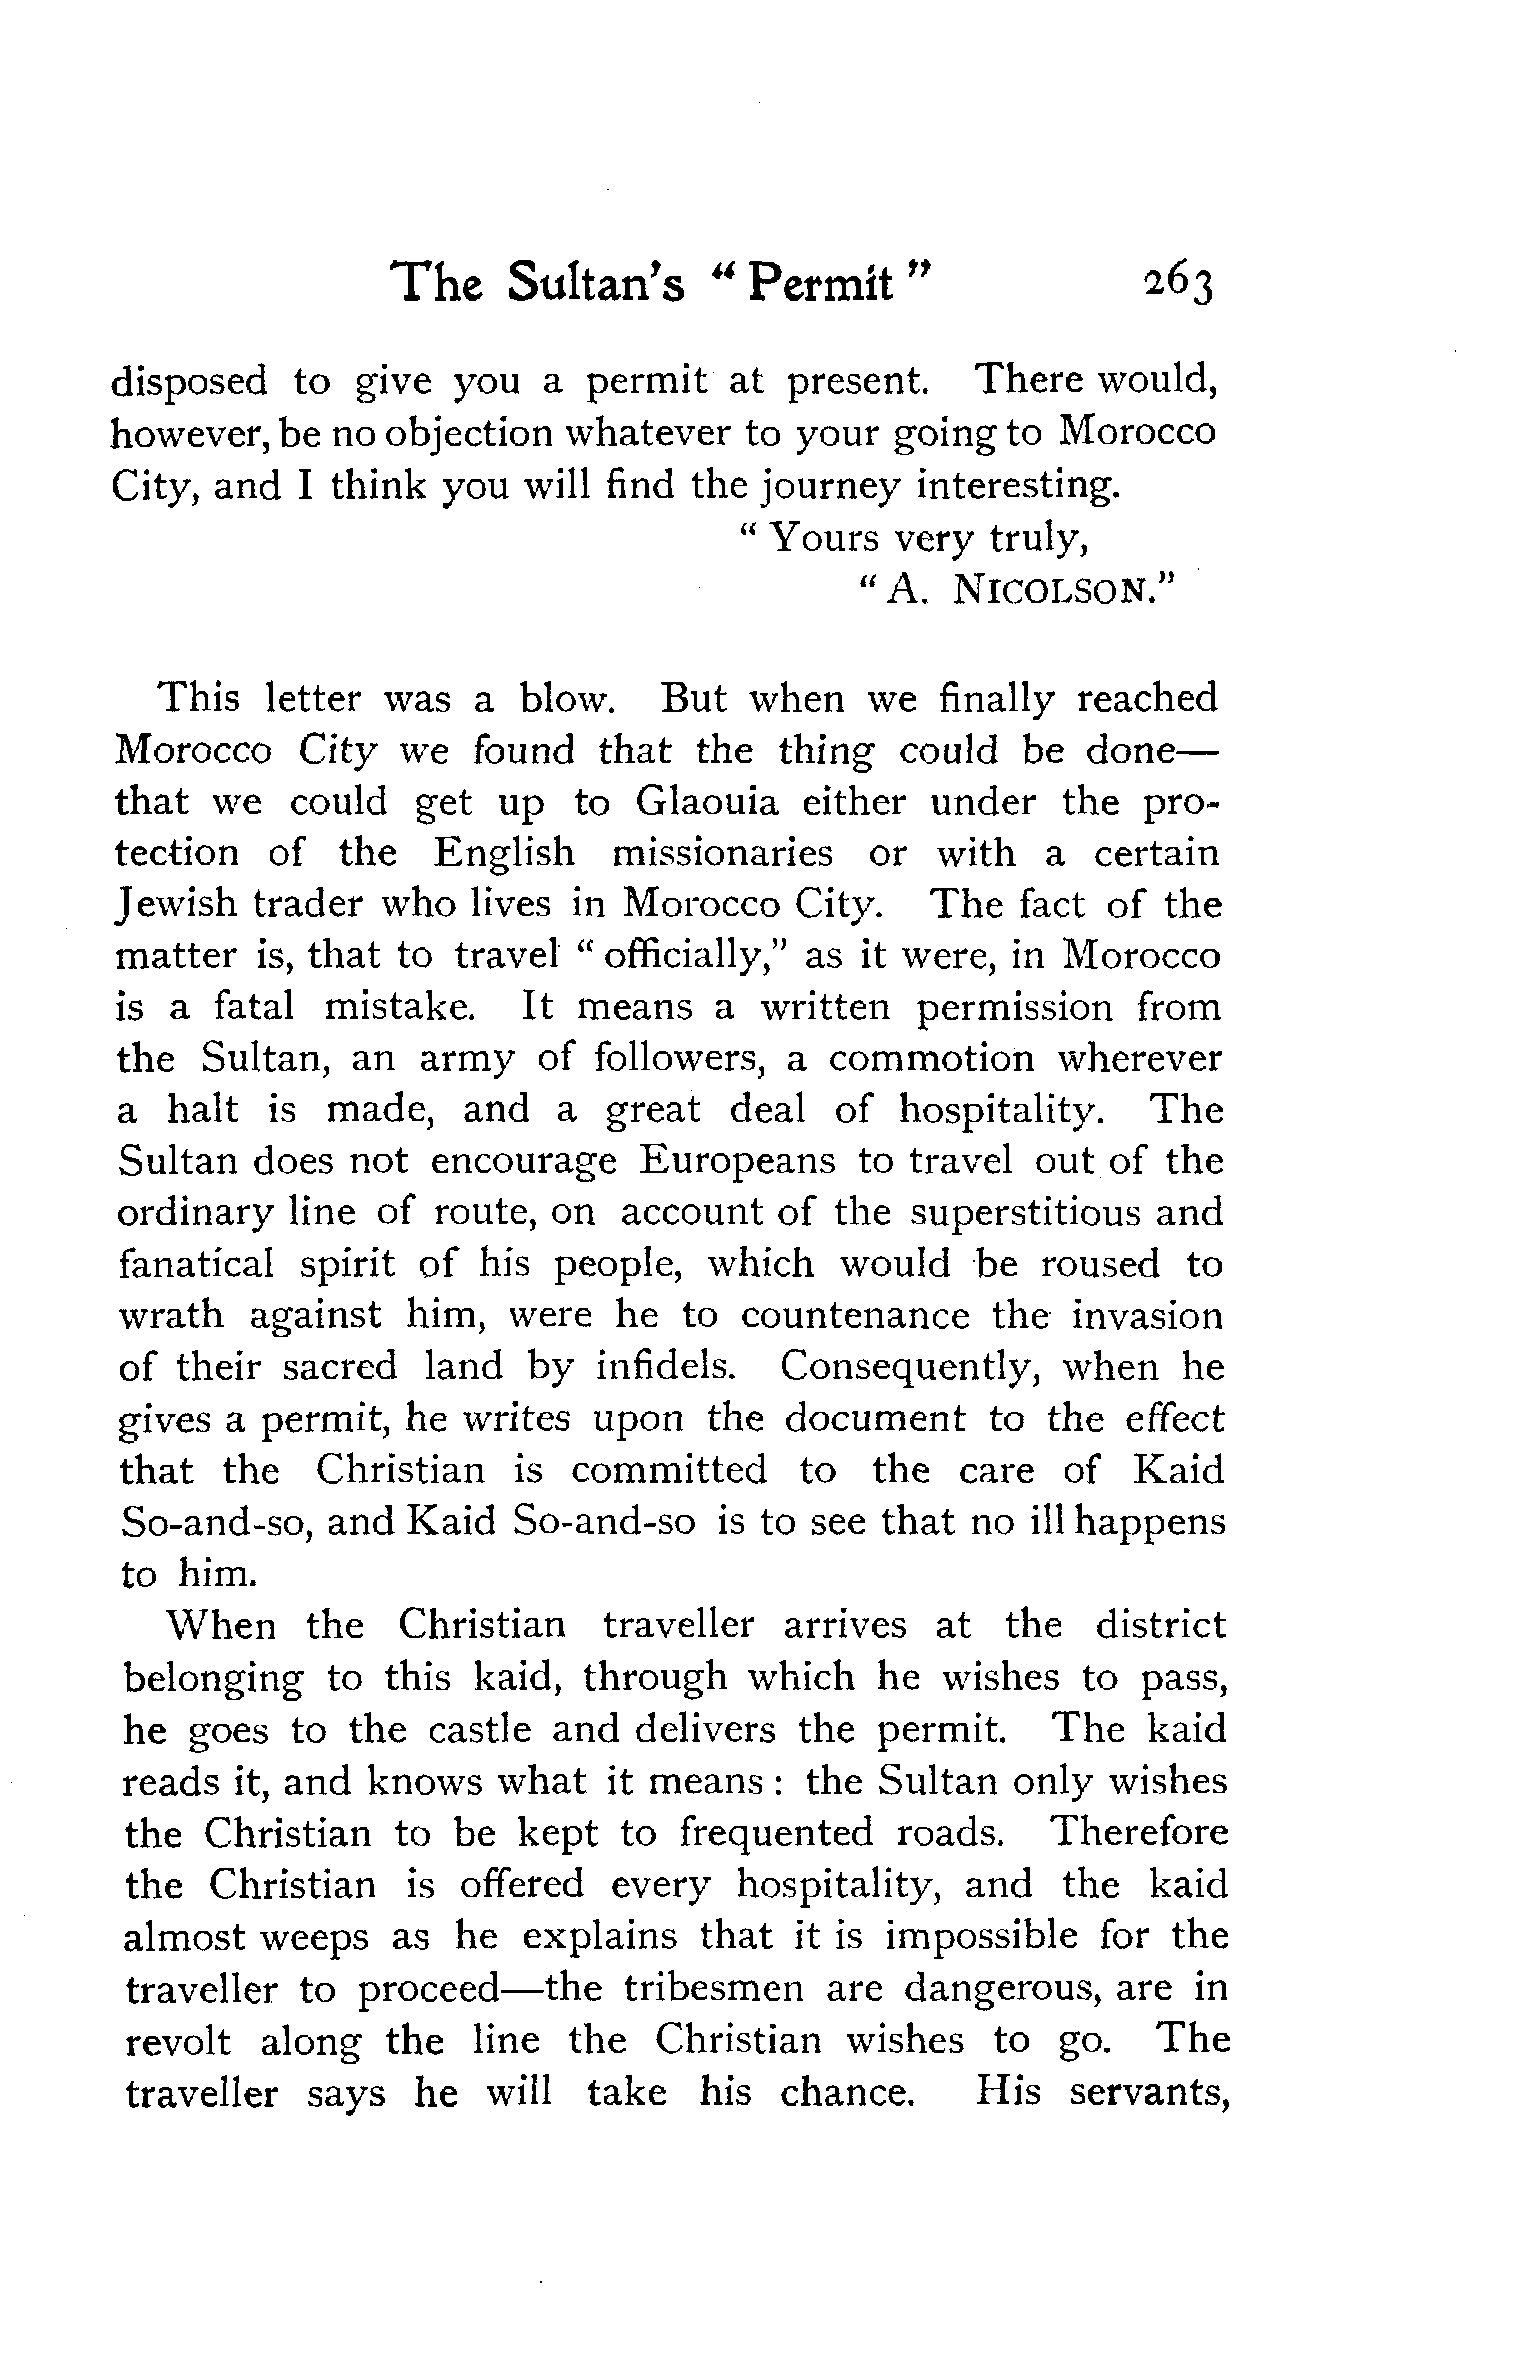 The Sultan's “ Permit ” 263
disposed to give you a permit at present. There would,
however, be no objection whatever to your going to Morocco
City, and I think you will find the journey interesting.
“ Yours very truly,
“ A. NICOLSON.”
This letter was a blow. But when we finally reached
Morocco City we found that the thing could be done—
that we could get up to Glaouia either under the pro-
tection of the English missionaries or with a certain
Jewish trader who lives in Morocco City. The fact of the
matter is, that to travel “ officially,” as it were, in Morocco
is a fatal mistake. It means a written permission from
the Sultan, an army of followers, a commotion wherever
a halt is made, and a great deal of hospitality. The
Sultan does not encourage Europeans to travel out of the
ordinary line of route, on account of the superstitious and
fanatical spirit of his people, which would be roused to
wrath against him, were he to countenance the invasion
of their sacred land by infidels. Consequently, when he
gives a permit, he writes upon the document to the effect
that the Christian is committed to the care of Kaid
So-and-so, and Kaid So-and-so is to see that no ill happens
to him.
When the Christian traveller arrives at the district
belonging to this kaid, through which he wishes to pass,
he goes to the castle and delivers the permit. The kaid
reads it, and knows what it means : the Sultan only wishes
the Christian to be kept to frequented roads. Therefore
the Christian is offered every hospitality, and the kaid
almost weeps as he explains that it is impossible for the
traveller to proceed—the tribesmen are dangerous, are in
revolt along the line the Christian wishes to go. The
traveller says he will take his chance. His servants,